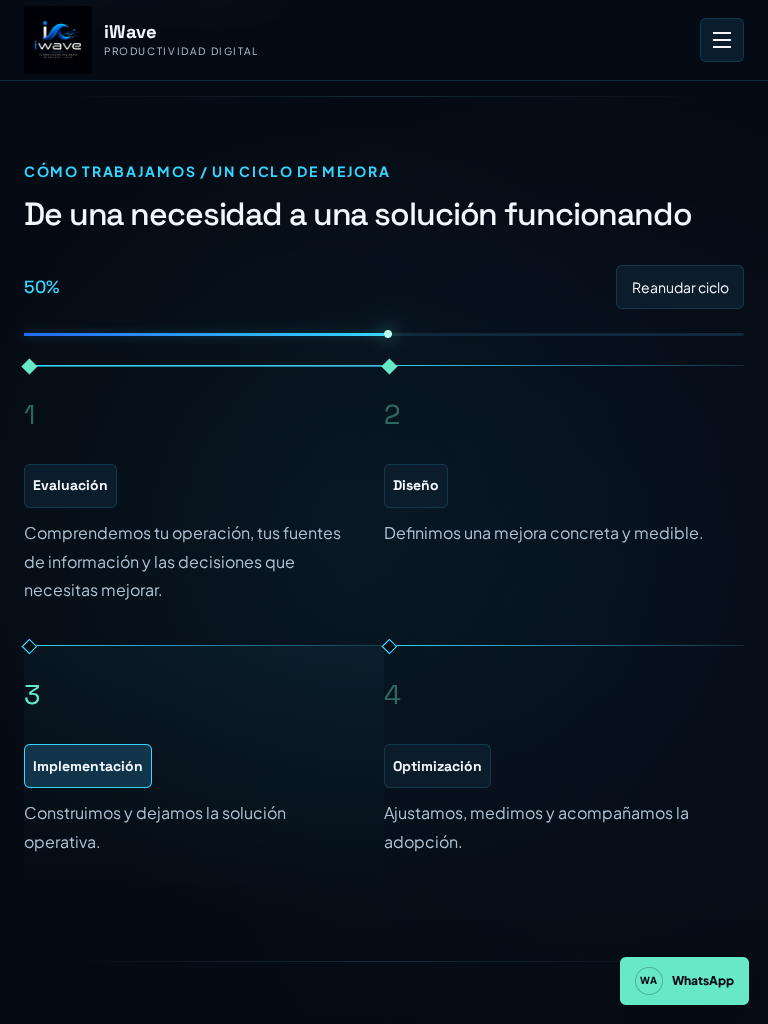 iwave
iWave
PRODUCTIVIDAD DIGITAL
CÓMO TRABAJAMOS / UN CICLO DE MEJORA
De una necesidad a una solución funcionando
50%
Reanudar ciclo
1
Evaluación
Comprendemos tu operación, tus fuentes
de información y las decisiones que
necesitas mejorar.
2
Diseño
Definimos una mejora concreta y medible.
3
Implementación
Construimos y dejamos la solución
operativa.
4
Optimización
Ajustamos, medimos y acompañamos la
adopción.
WA WhatsApp